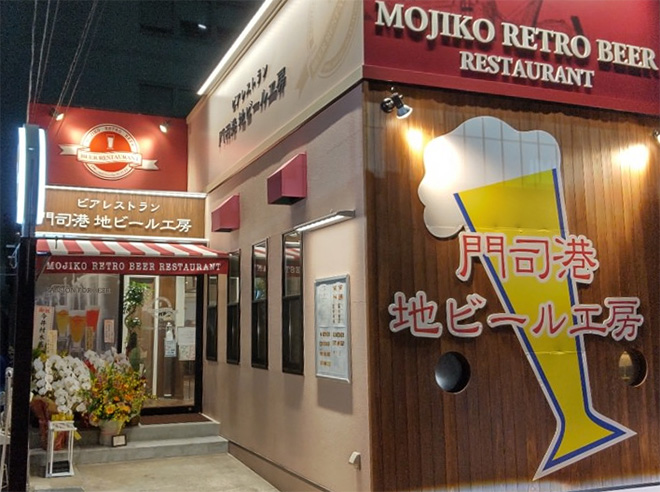 MOJIKO RETRO BEER
RESTAURANT
ビアレストラン
門司港 地ビール工房
BEER RESTAURANT
ビアレストラン
門司港 地ビール工房
MOJIKO RETRO BEER RESTAURANT
門司港
地ビール工房